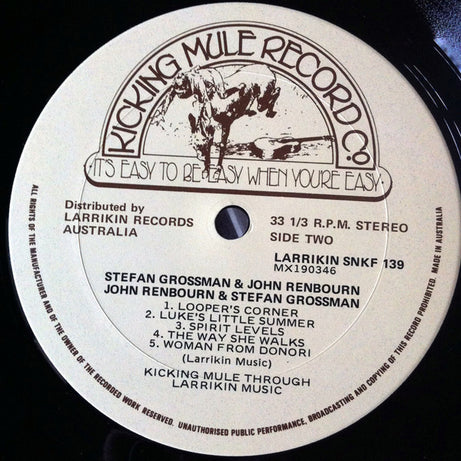 KICKING MULE RECORD Co.
"IT'S EASY TO BE EASY WHEN YOU'RE EASY"
Distributed by
LARRIKIN RECORDS
AUSTRALIA
33 1/3 R.P.M. STEREO
SIDE TWO
LARRIKIN SNKF 139
MX190346
STEFAN GROSSMAN & JOHN RENBOURN
JOHN RENBOURN & STEFAN GROSSMAN
1. LOOPER'S CORNER
2. LUKE'S LITTLE SUMMER
3. SPIRIT LEVELS
4. THE WAY SHE WALKS
5. WOMAN FROM DONORI
(Larrikin Music)
KICKING MULE THROUGH
LARRIKIN MUSIC
ALL RIGHTS OF THE MANUFACTURER AND OF THE OWNER OF THE RECORDED WORK RESERVED. UNAUTHORISED PUBLIC PERFORMANCE, BROADCASTING AND COPYING OF THIS RECORD PROHIBITED. MADE IN AUSTRALIA